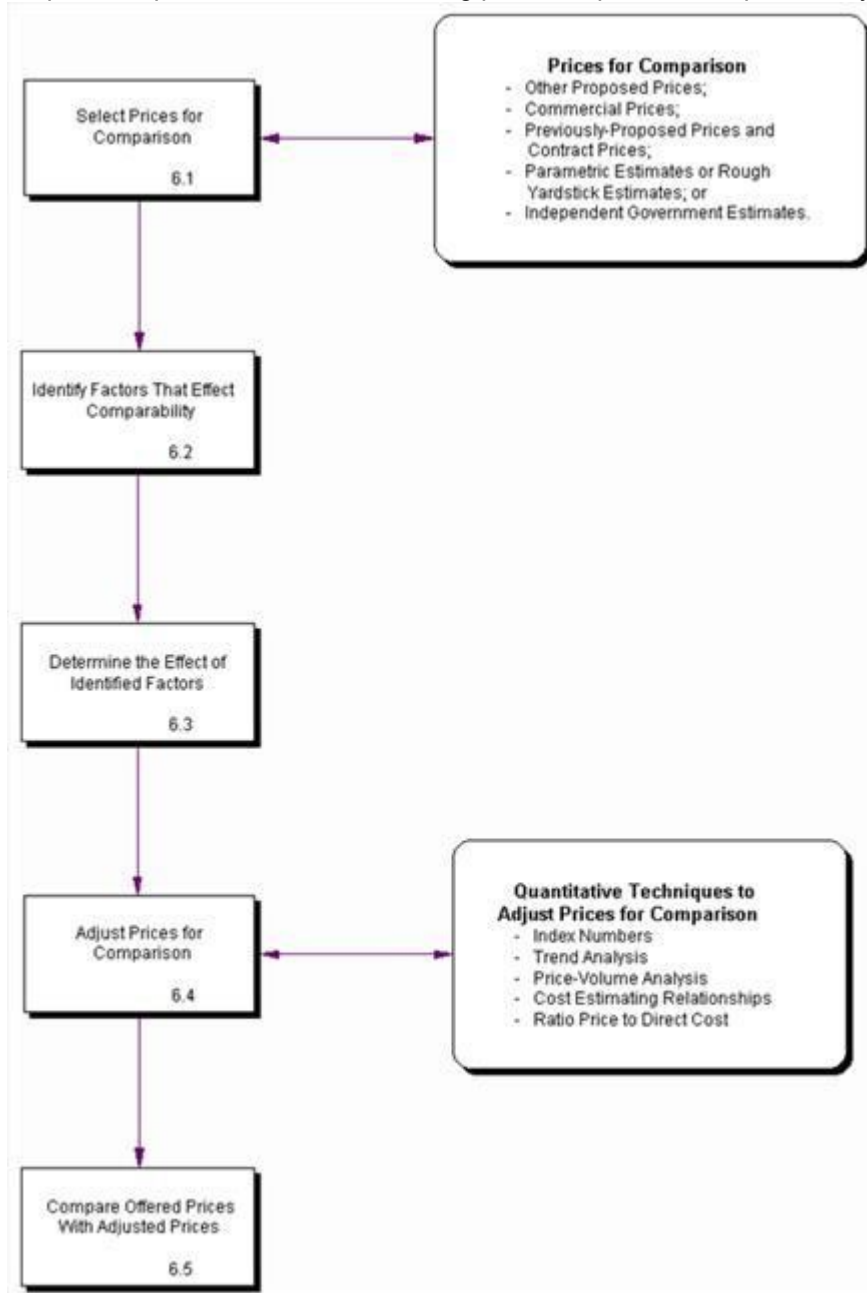 Select Prices for
Comparison
6.1
Prices for Comparison
- Other Proposed Prices;
- Commercial Prices;
- Previously-Proposed Prices and
Contract Prices;
- Parametric Estimates or Rough
Yardstick Estimates; or
- Independent Government Estimates.
Identify Factors That Effect
Comparability
6.2
Determine the Effect of
Identified Factors
6.3
Adjust Prices for
Comparison
6.4
Quantitative Techniques to
Adjust Prices for Comparison
- Index Numbers
- Trend Analysis
- Price-Volume Analysis
- Cost Estimating Relationships
- Ratio Price to Direct Cost
Compare Offered Prices
With Adjusted Prices
6.5